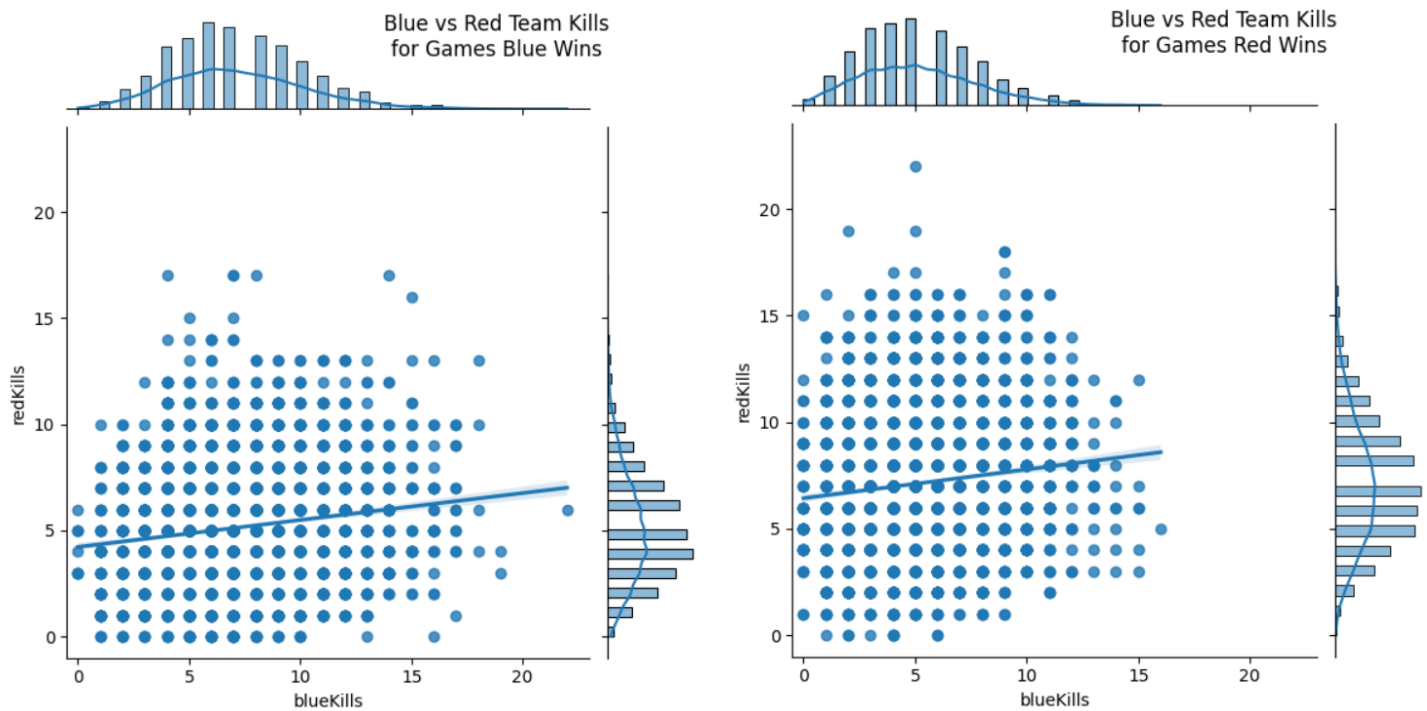 Blue vs Red Team Kills
for Games Blue Wins
20
15
10
5
0
redKills
0 5 10 15 20
blueKills
Blue vs Red Team Kills
for Games Red Wins
20
15
10
5
0
redKills
0 5 10 15 20
blueKills